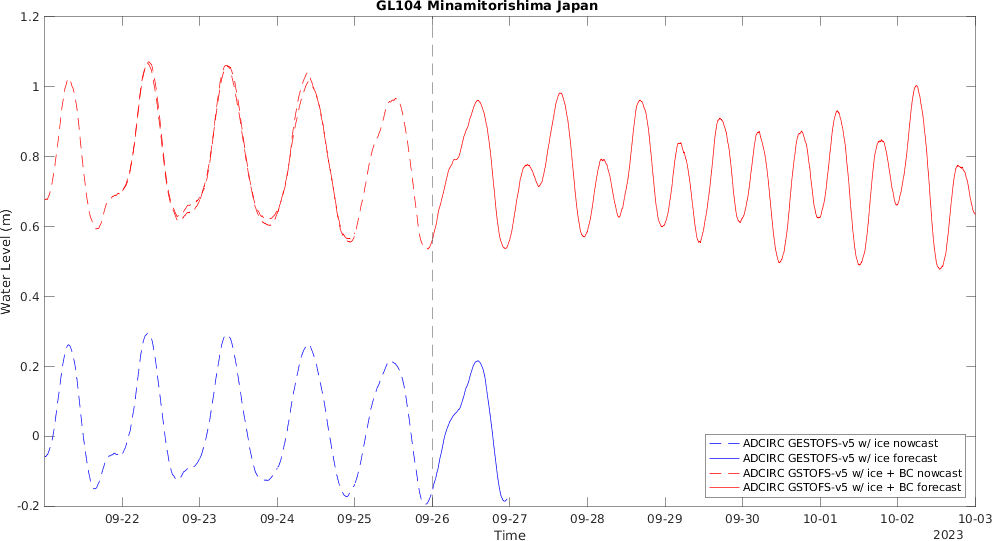 GL104 Minamitorishima Japan
Water Level (m)
1.2
1
0.8
0.6
0.4
0.2
0
-0.2
ADCIRC GESTOFS-v5 w/ ice nowcast
ADCIRC GESTOFS-v5 w/ ice forecast
ADCIRC GSTOFS-v5 w/ ice + BC nowcast
ADCIRC GSTOFS-v5 w/ ice + BC forecast
09-22 09-23 09-24 09-25 09-26 09-27 09-28 09-29 09-30 10-01 10-02 10-03
Time
2023